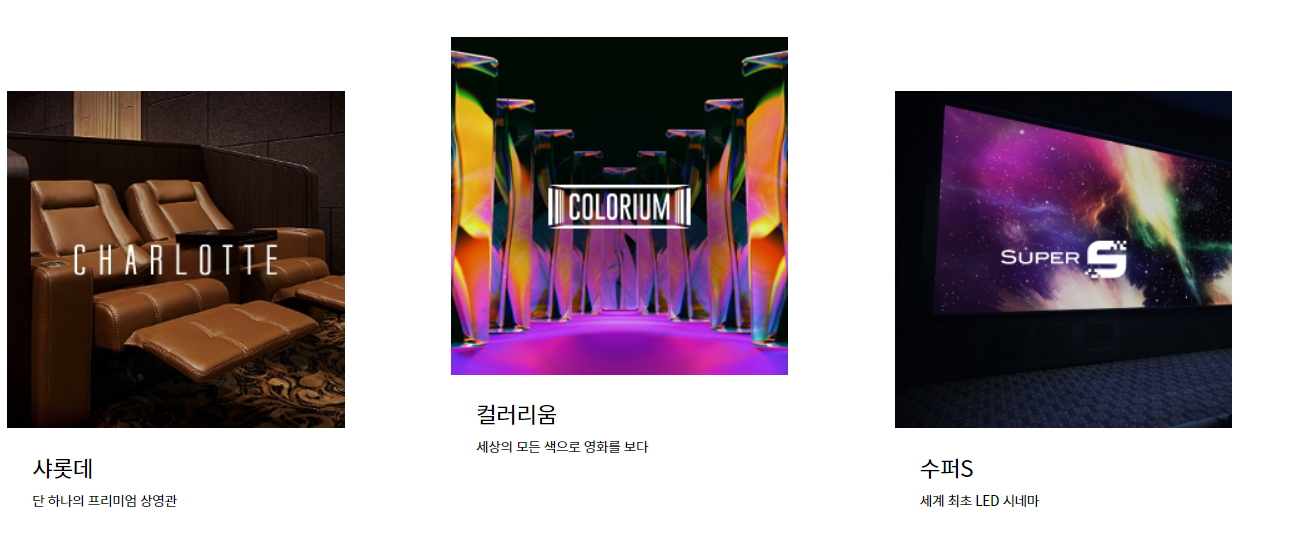 CHARLOTTE
샤롯데
단 하나의 프리미엄 상영관
COLORIUM
컬러리움
세상의 모든 색으로 영화를 보다
SUPER S
수퍼S
세계 최초 LED 시네마